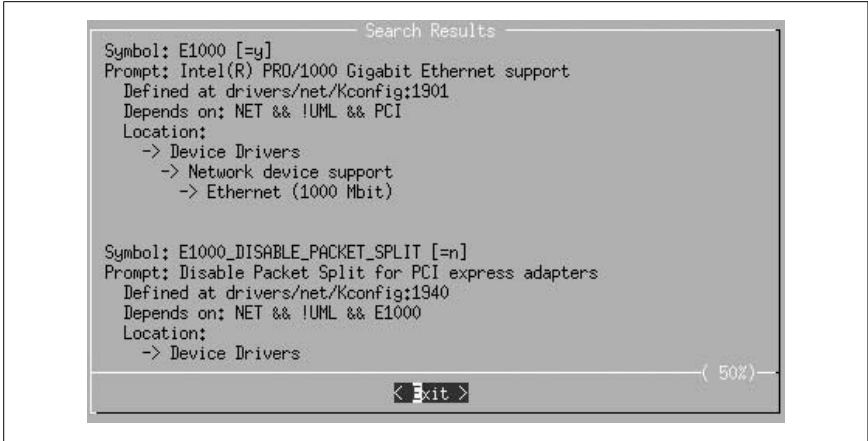 Search Results
Symbol: E1000 [=y]
Prompt: Intel(R) PRO/1000 Gigabit Ethernet support
Defined at drivers/net/Kconfig:1901
Depends on: NET && !UML && PCI
Location:
-> Device Drivers
-> Network device support
-> Ethernet (1000 Mbit)
Symbol: E1000_DISABLE_PACKET_SPLIT [=n]
Prompt: Disable Packet Split for PCI express adapters
Defined at drivers/net/Kconfig:1940
Depends on: NET && !UML && E1000
Location:
-> Device Drivers
( 50%)
< Exit >